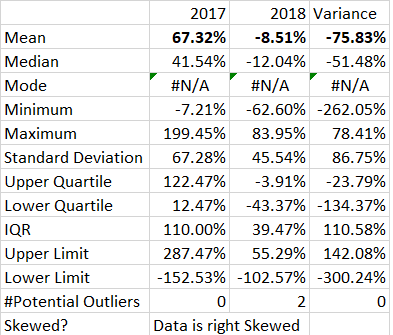 2017 2018 Variance
Mean 67.32% -8.51% -75.83%
Median 41.54% -12.04% -51.48%
Mode #N/A #N/A #N/A
Minimum -7.21% -62.60% -262.05%
Maximum 199.45% 83.95% 78.41%
Standard Deviation 67.28% 45.54% 86.75%
Upper Quartile 122.47% -3.91% -23.79%
Lower Quartile 12.47% -43.37% -134.37%
IQR 110.00% 39.47% 110.58%
Upper Limit 287.47% 55.29% 142.08%
Lower Limit -152.53% -102.57% -300.24%
#Potential Outliers 0 2 0
Skewed? Data is right Skewed